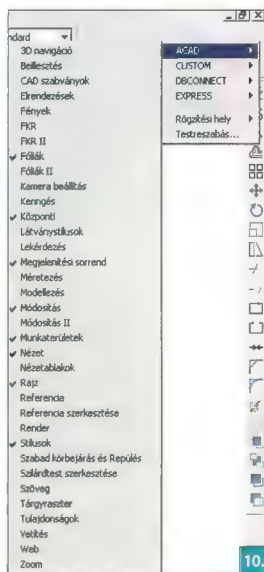 ndard
3D navigáció
Beillesztés
CAD szabványok
Elrendezések
Fények
FKR
FKR II
Fóliák
Fóliák II
Kamera beállítás
Kerengés
Központi
Látványstílusok
Lekérdezés
Megjelenítési sorrend
Méretezés
Modellezés
Módosítás
Módosítás II
Munkaterületek
Nézet
Nézetablakok
Rajz
Referencia
Referencia szerkesztése
Render
Stílusok
Szabad körbejárás és Repülés
Szilárdtest szerkesztése
Szöveg
Tárgyraszter
Tulajdonságok
Vetítés
Web
Zoom
ACAD
CUSTOM
DBCONNECT
EXPRESS
Rögzítési hely
Testreszabás...
10.